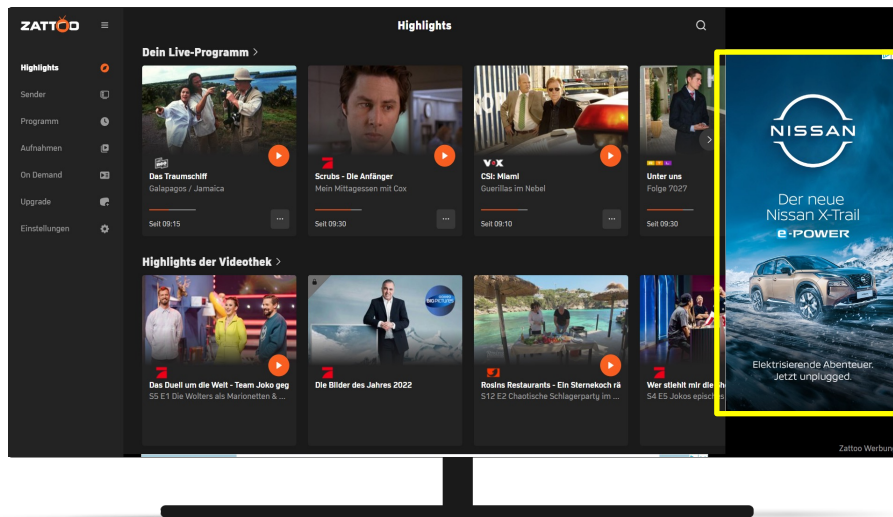 ZATTOO
Highlights
Highlights
Sender
Programm
Aufnahmen
On Demand
Upgrade
Einstellungen
Dein Live-Programm >
Das Traumschiff
Galapagos / Jamaica
Seit 09:15
Scrubs - Die Anfänger
Mein Mittagessen mit Cox
Seit 09:30
VOX
CSI: Miami
Guerillas im Nebel
Seit 09:10
RTL
Unter uns
Folge 7027
Seit 09:30
Highlights der Videothek >
Das Duell um die Welt - Team Joko geg
S5 E1 Die Wolters als Marionetten & ...
BIG PICTURES
Die Bilder des Jahres 2022
Rosins Restaurants - Ein Sternekoch rä
S12 E2 Chaotische Schlagerparty im ...
Wer stiehlt mir die Sh
S4 E5 Jokos episches
NISSAN
Der neue
Nissan X-Trail
e-POWER
Elektrisierende Abenteuer.
Jetzt unplugged.
Zattoo Werbung